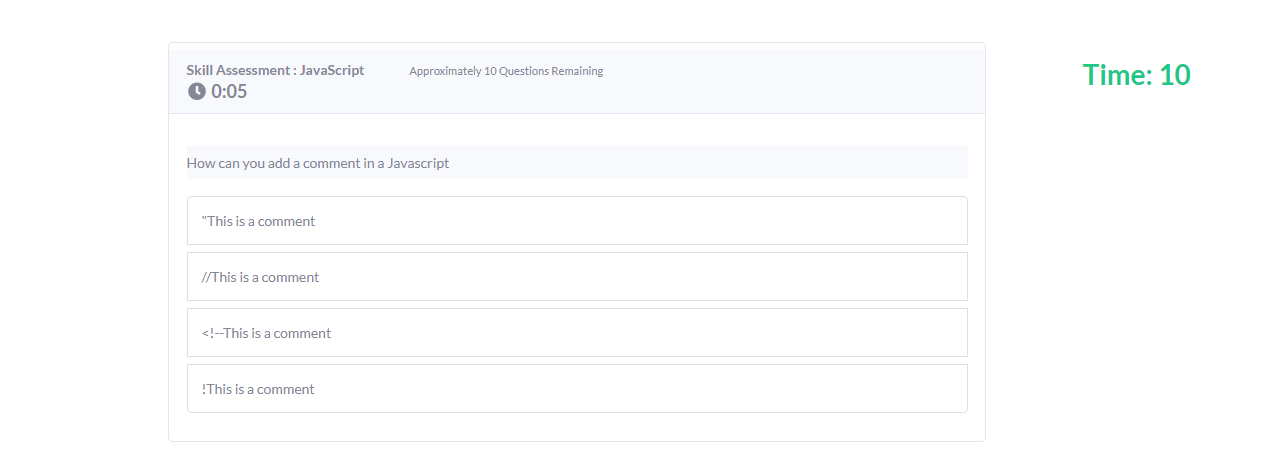 Skill Assessment : JavaScript
Approximately 10 Questions Remaining
0:05
Time: 10
How can you add a comment in a Javascript
"This is a comment
//This is a comment
<!--This is a comment
!This is a comment